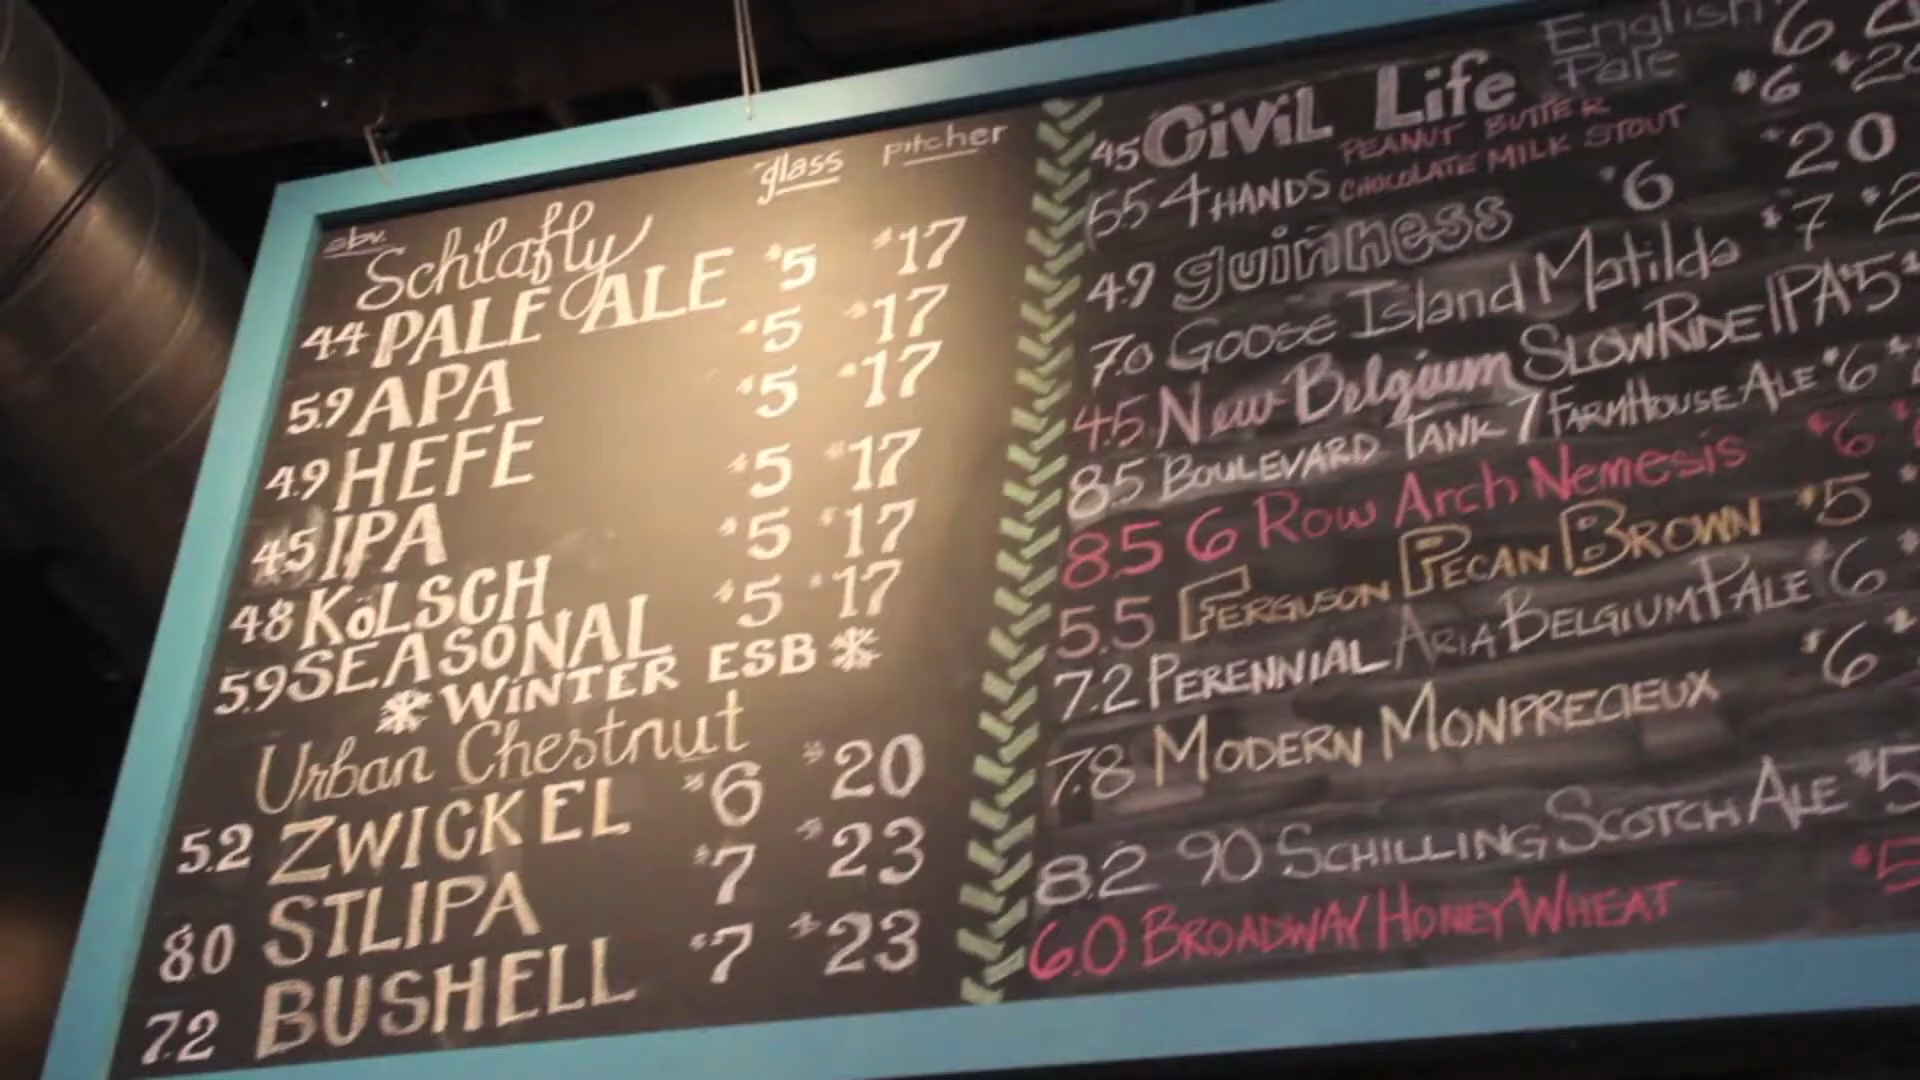 abv. glass pitcher
Schlafly
4.4 PALE ALE $5 $17
5.9 APA $5 $17
4.9 HEFE $5 $17
4.5 IPA $5 $17
4.8 KöLSCH $5 $17
5.9 SEASONAL $5 $17
WiNTER ESB
Urban Chestnut
5.2 ZWICKEL $6 $20
8.0 STLIPA $7 $23
7.2 BUSHELL $7 $23
4.5 CiViL Life English Pale 6
5.5 4 HANDS PEANUT BUTTER CHOCOLATE MILK STOUT $6 $20
4.9 guinness $6 $20
7.0 Goose Island Matilda $7
4.5 New Belgium SLOW RIDE IPA $5
8.5 BOULEVARD TANK 7 FARMHOUSE ALE $6
8.5 6 Row Arch Nemesis $6
5.5 FERGUSON PECAN BROWN $5
7.2 PERENNIAL ARIA BELGIUM PALE $6
7.8 MODERN MONPRECIEUX $6
8.2 90 SCHILLING SCOTCH ALE $5
6.0 BROADWAY HONEY WHEAT $5